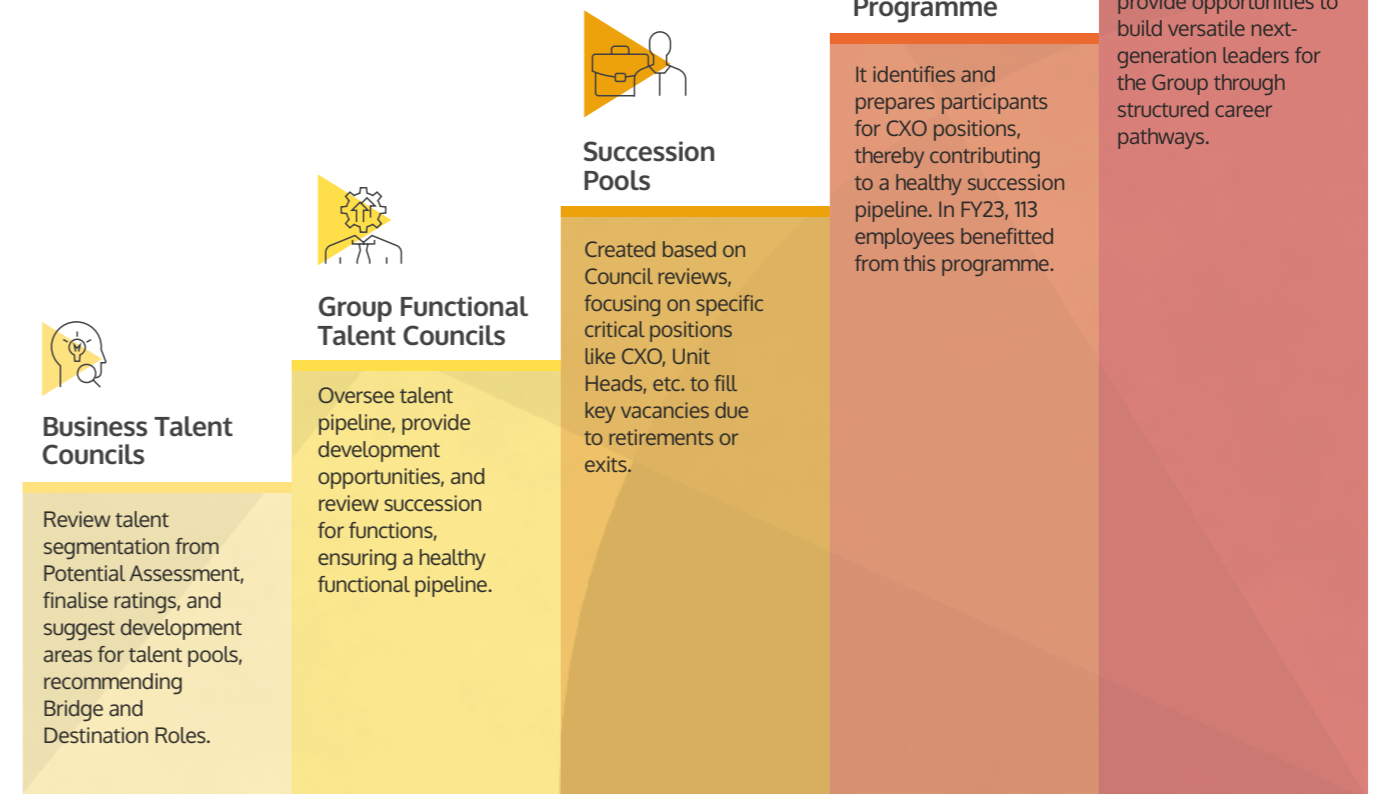 Business Talent
Councils
Review talent
segmentation from
Potential Assessment,
finalise ratings, and
suggest development
areas for talent pools,
recommending
Bridge and
Destination Roles.
Group Functional
Talent Councils
Oversee talent
pipeline, provide
development
opportunities, and
review succession
for functions,
ensuring a healthy
functional pipeline.
Succession
Pools
Created based on
Council reviews,
focusing on specific
critical positions
like CXO, Unit
Heads, etc. to fill
key vacancies due
to retirements or
exits.
Programme
It identifies and
prepares participants
for CXO positions,
thereby contributing
to a healthy succession
pipeline. In FY23, 113
employees benefitted
from this programme.
provide opportunities to
build versatile next-
generation leaders for
the Group through
structured career
pathways.